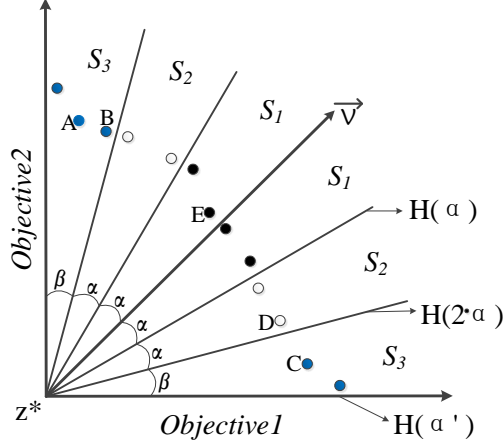 S3
S2
S1
ν
A
B
S1
E
H(α)
Objective2
S2
β
α
α
α
α
β
D
H(2·α)
C
S3
z*
Objective1
H(α')